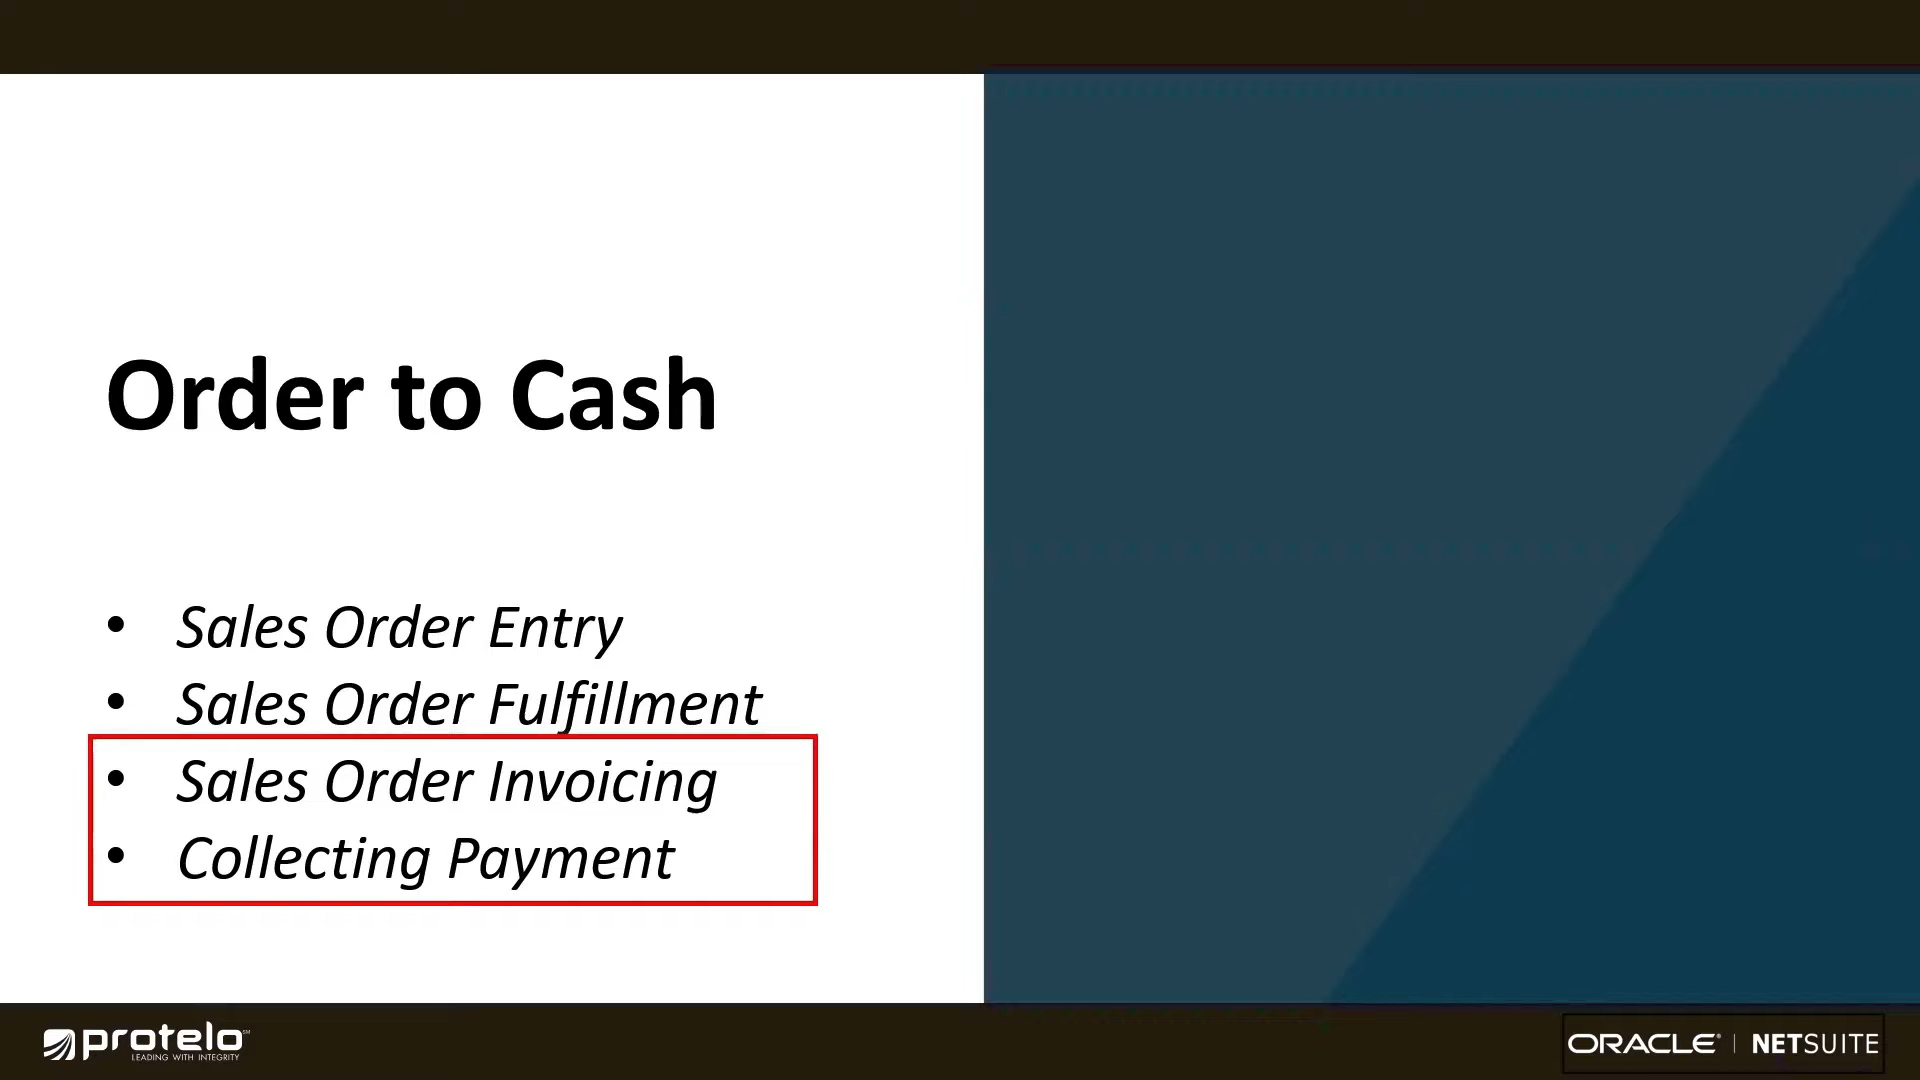 Order to Cash
• Sales Order Entry
• Sales Order Fulfillment
• Sales Order Invoicing
• Collecting Payment
protelo
LEADING WITH INTEGRITY
ORACLE | NETSUITE